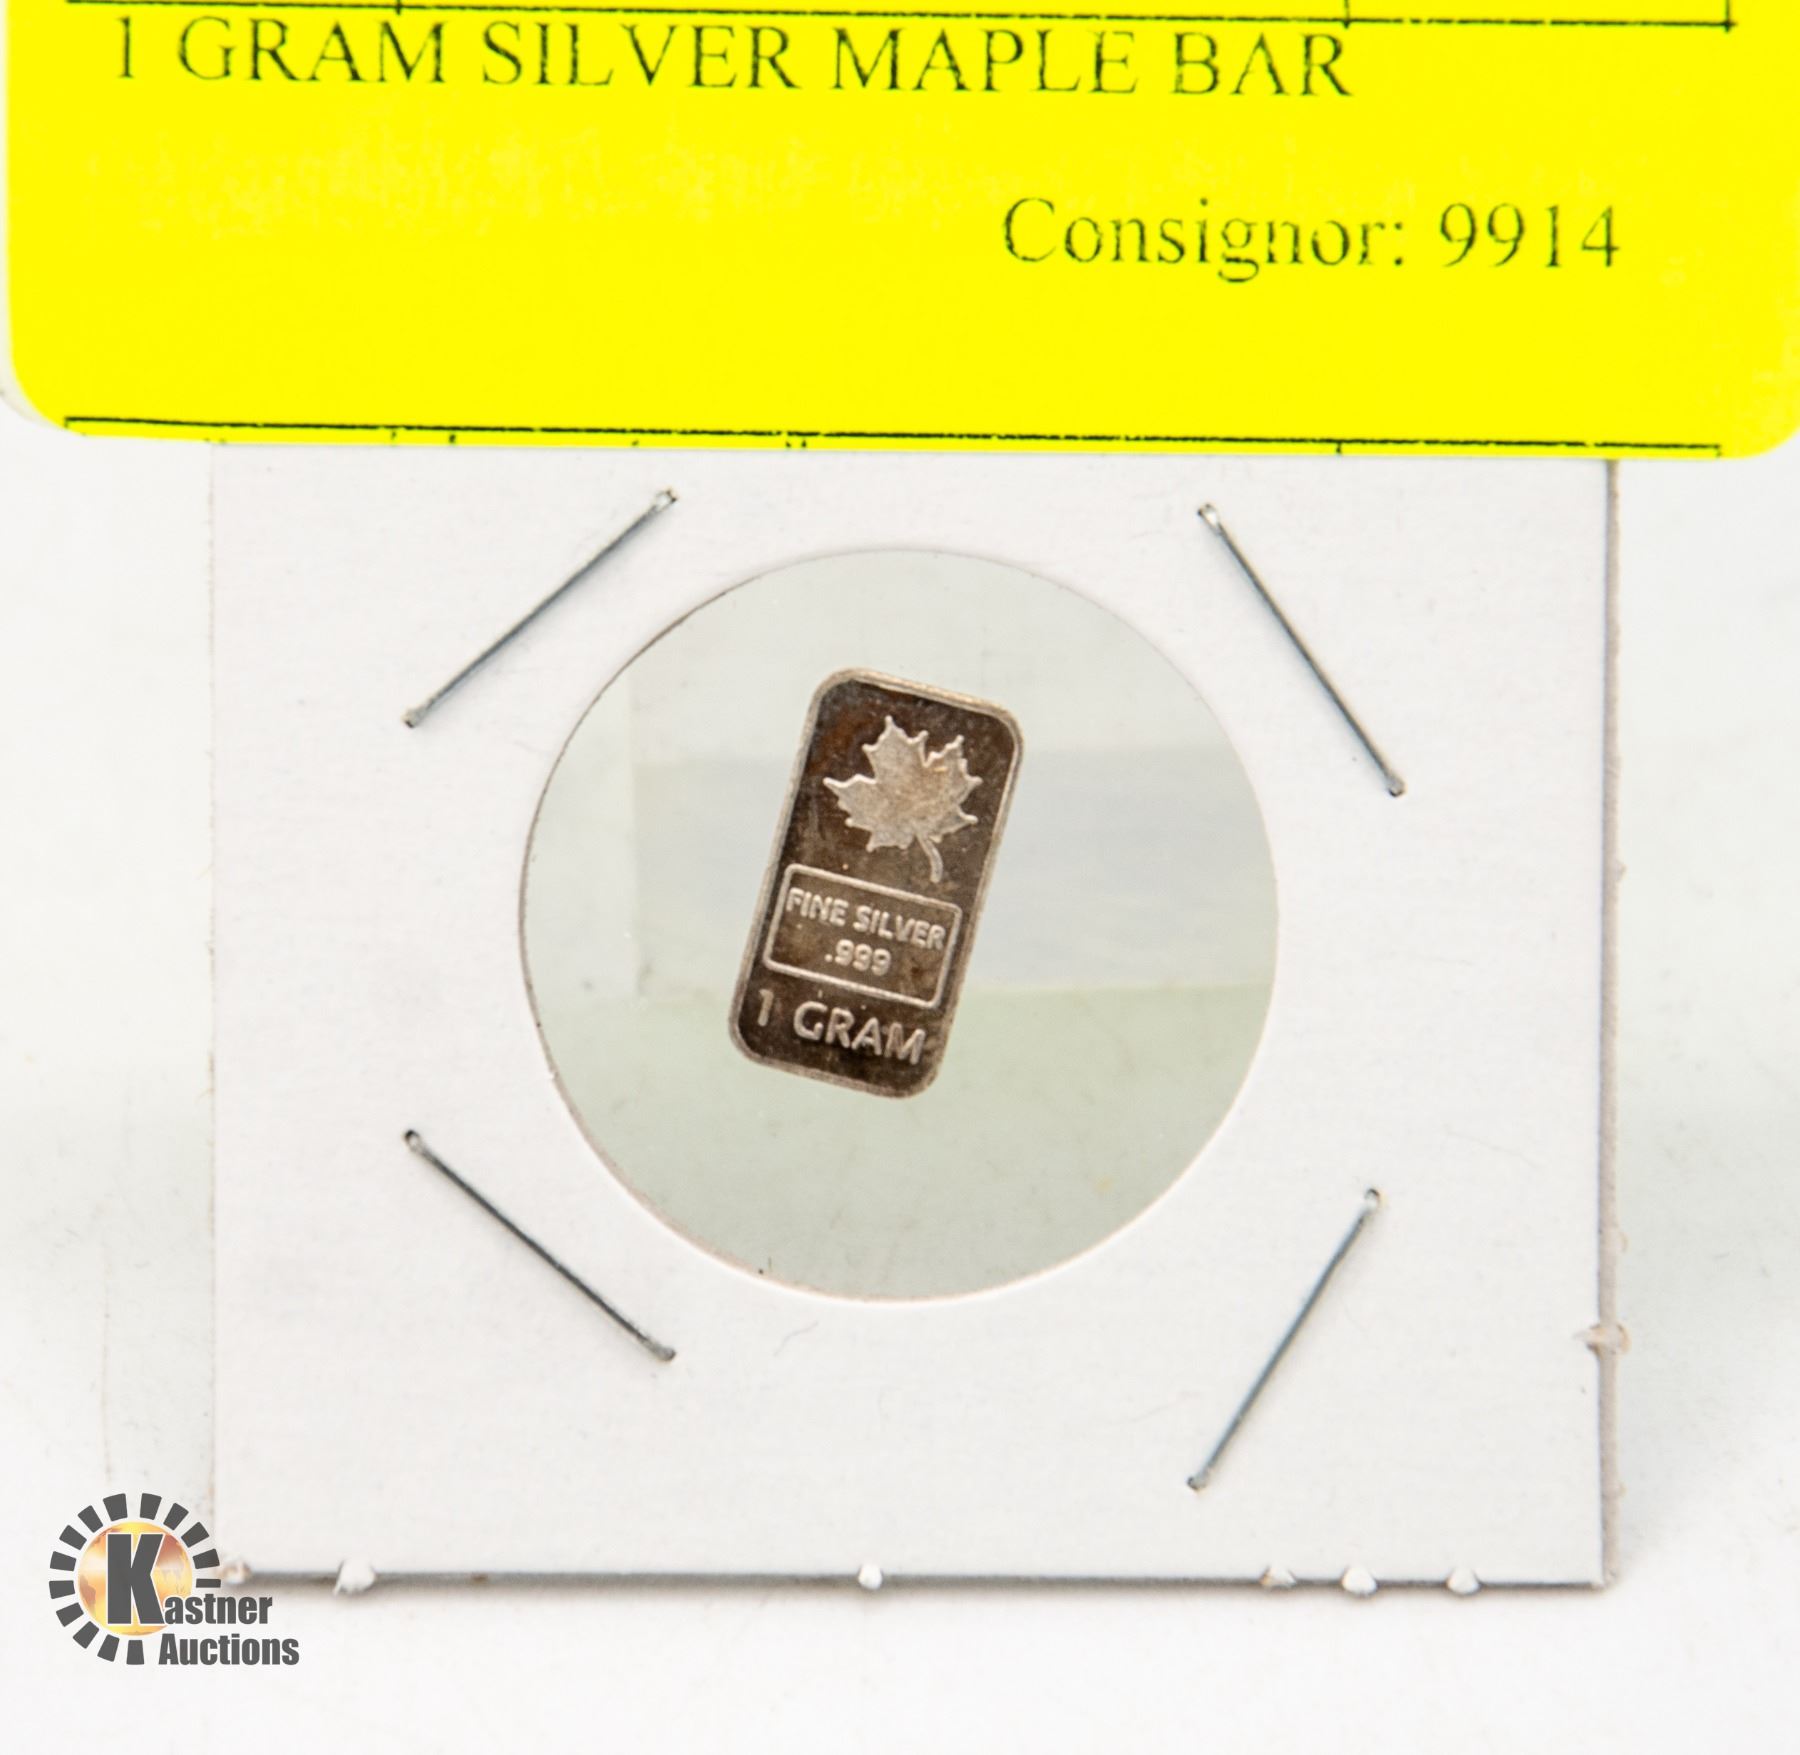 1 GRAM SILVER MAPLE BAR
Consignor: 9914
FINE SILVER
.999
1 GRAM
Kastner
Auctions